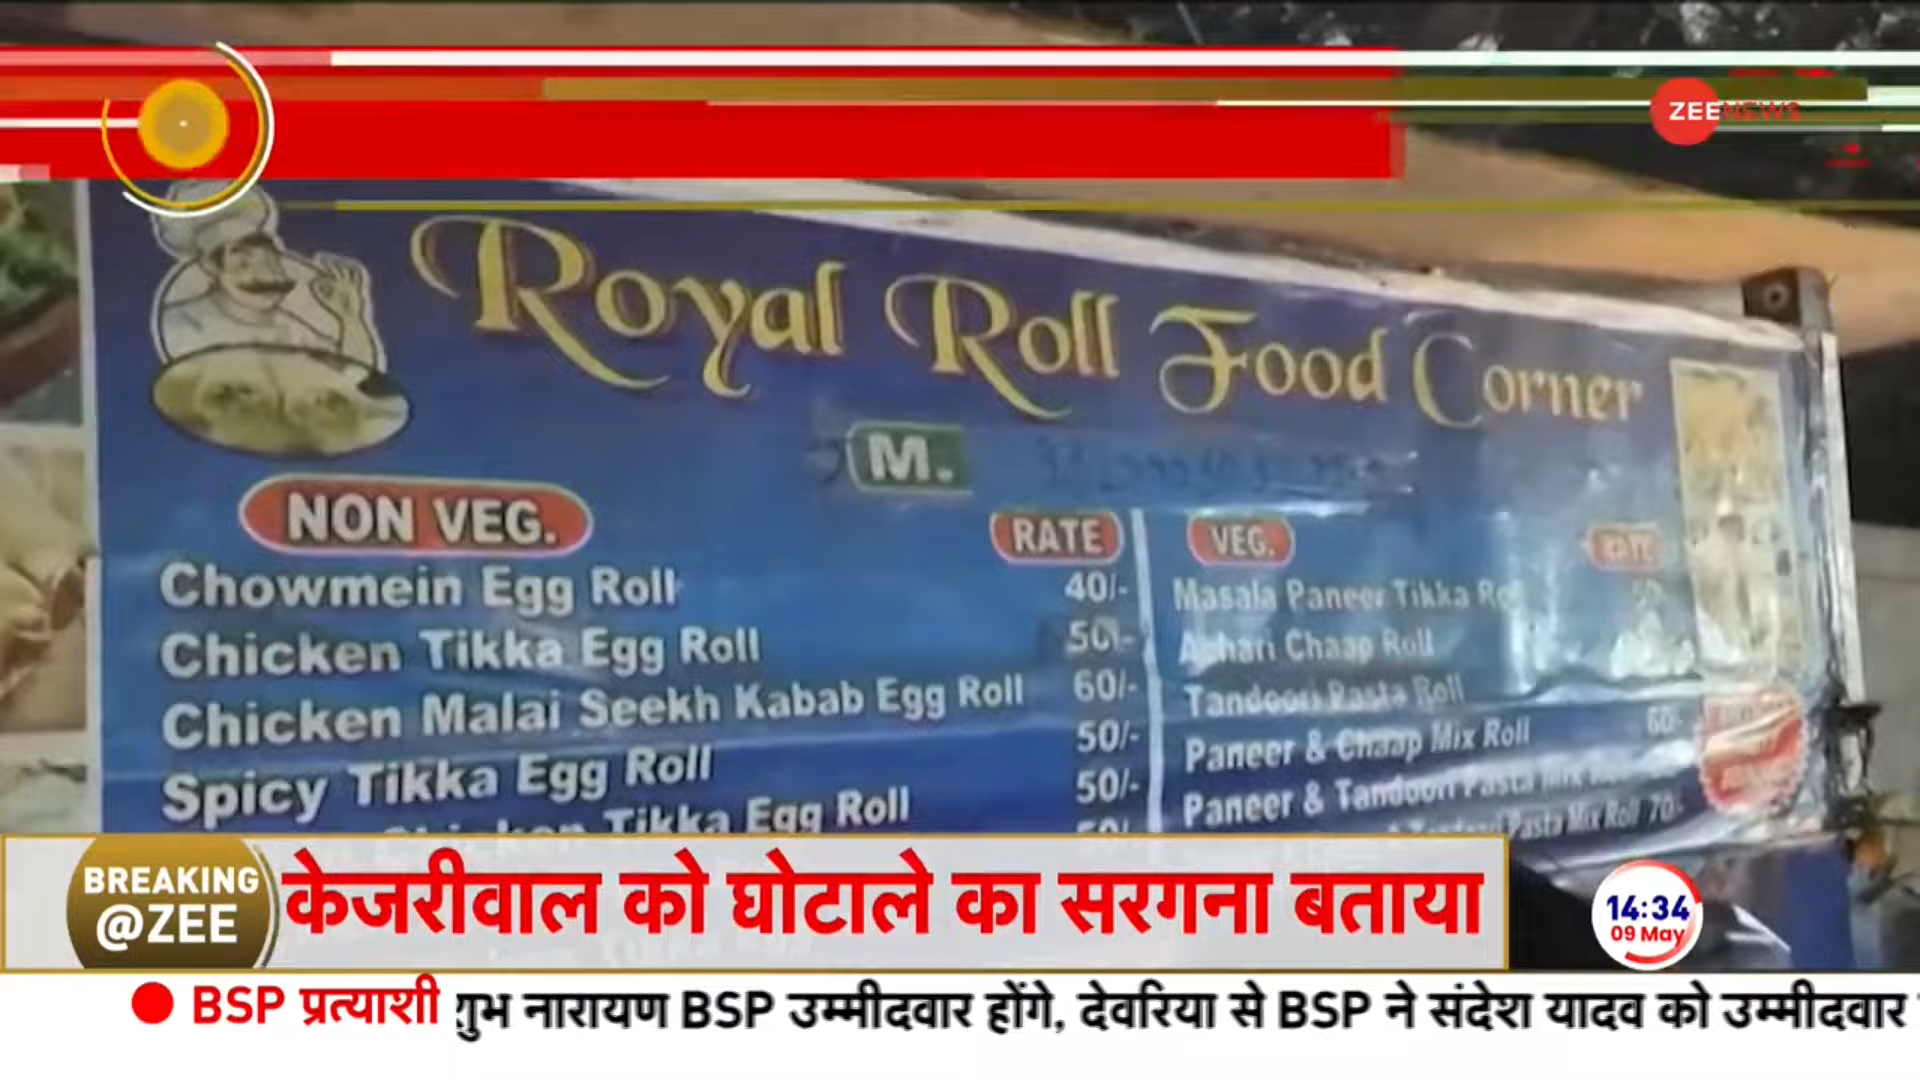 ZEE NEWS
Royal Roll Food Corner
M.
NON VEG.
RATE
Chowmein Egg Roll 40/-
Chicken Tikka Egg Roll 50/-
Chicken Malai Seekh Kabab Egg Roll 60/-
Spicy Tikka Egg Roll 50/-
Chicken Tikka Egg Roll 50/-
VEG.
RATE
Masala Paneer Tikka Roll
Achari Chaap Roll
Tandoori Pasta Roll
Paneer & Chaap Mix Roll 60/-
Paneer & Tandoori Pasta Mix
Pasta Mix Roll 70/-
BREAKING
@ZEE
केजरीवाल को घोटाले का सरगना बताया
14:34
09 May
BSP प्रत्याशी
शुभ नारायण BSP उम्मीदवार होंगे, देवरिया से BSP ने संदेश यादव को उम्मीदवार